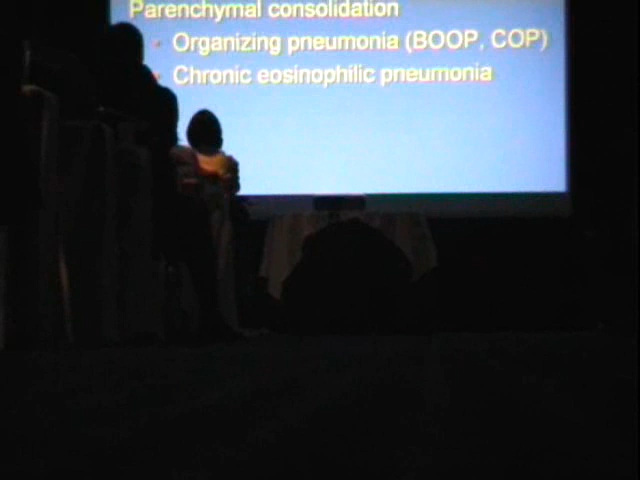 Parenchymal consolidation
Organizing pneumonia (BOOP, COP)
Chronic eosinophilic pneumonia